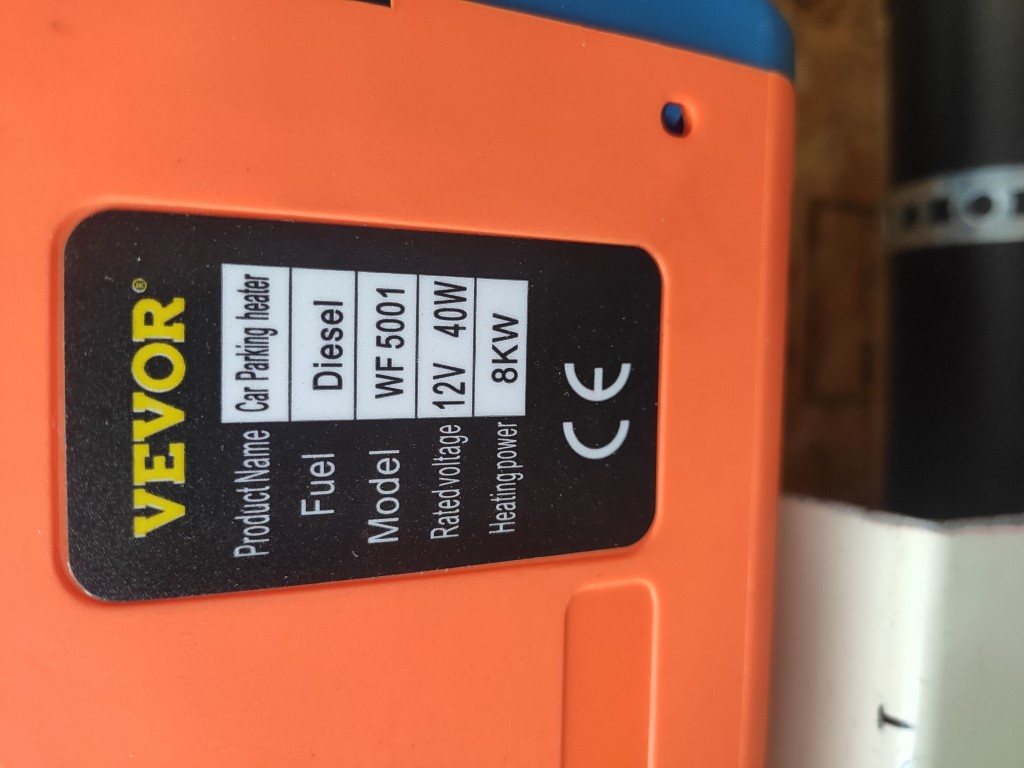 VEVOR®
Product Name Car Parking heater
Fuel Diesel
Model WF 5001
Rated voltage 12V 40W
Heating power 8KW
CE